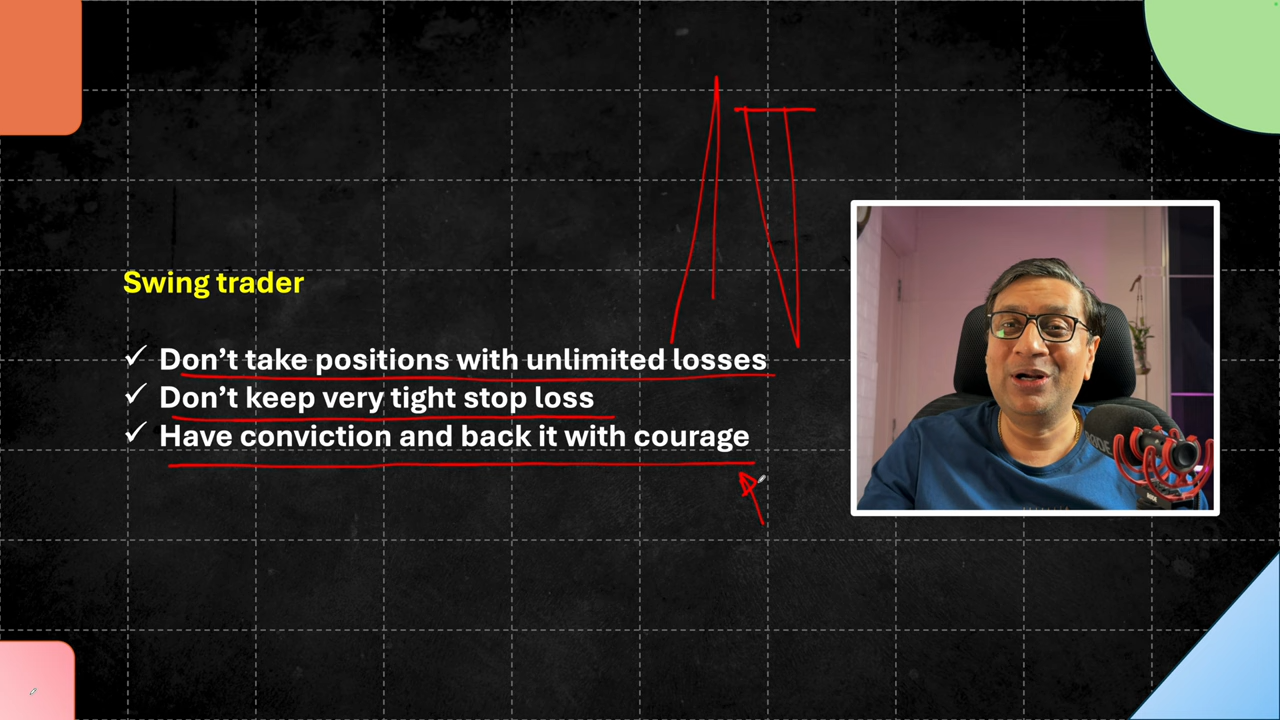 Swing trader
✓ Don’t take positions with unlimited losses
✓ Don’t keep very tight stop loss
✓ Have conviction and back it with courage